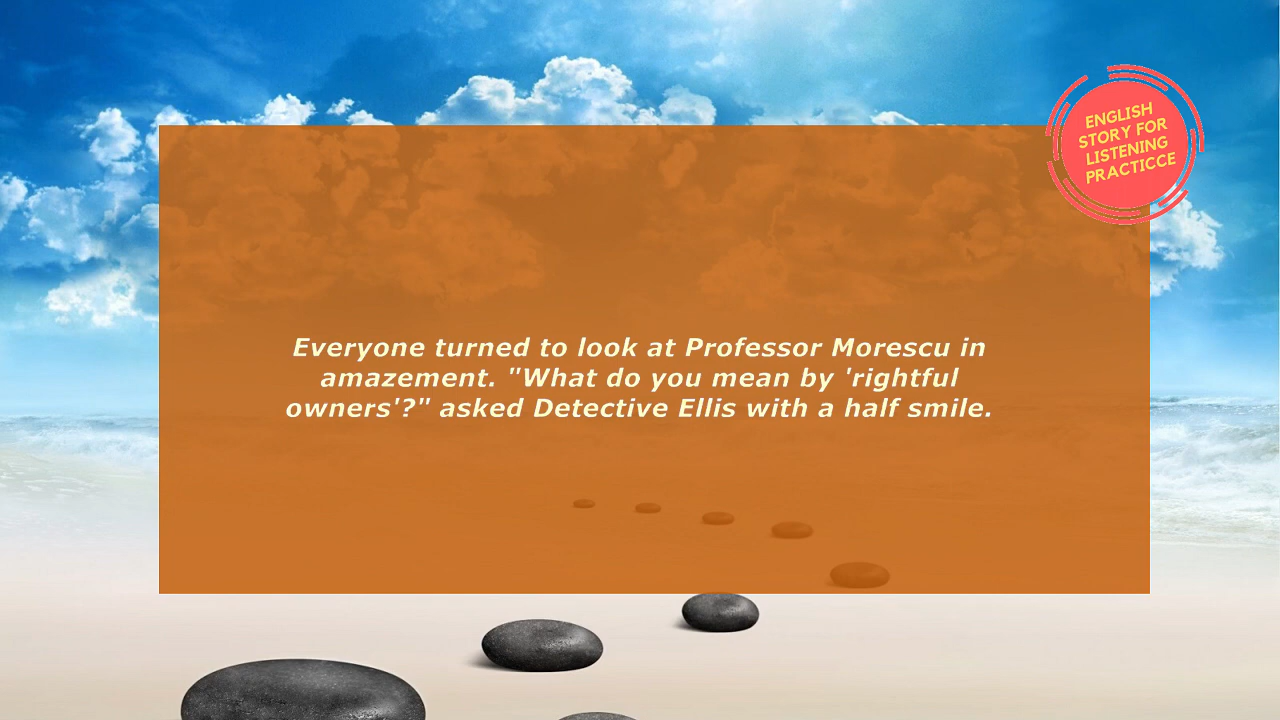 ENGLISH
STORY FOR
LISTENING
PRACTICCE
Everyone turned to look at Professor Morescu in
amazement. "What do you mean by 'rightful
owners'?" asked Detective Ellis with a half smile.